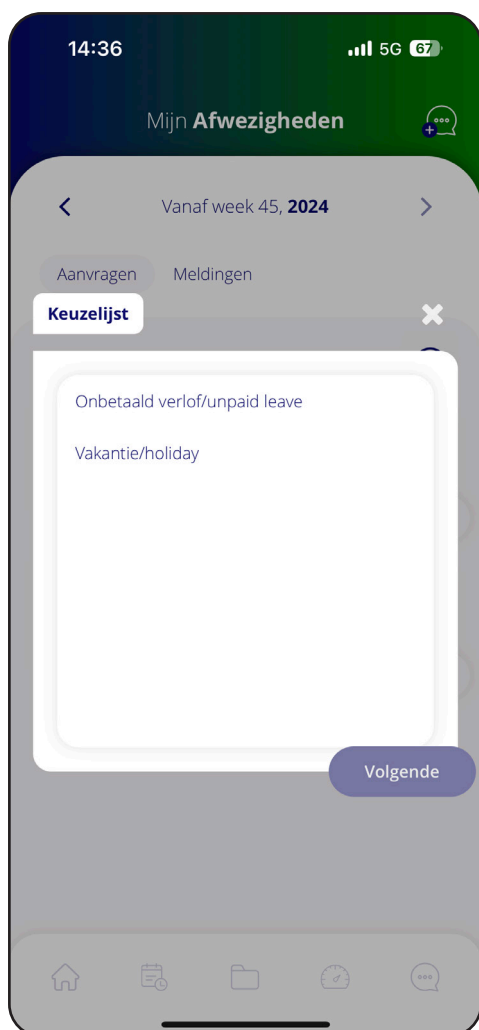 14:36
5G 67
Mijn Afwezigheden
Vanaf week 45, 2024
Aanvragen Meldingen
Keuzelijst
Onbetaald verlof/unpaid leave
Vakantie/holiday
Volgende